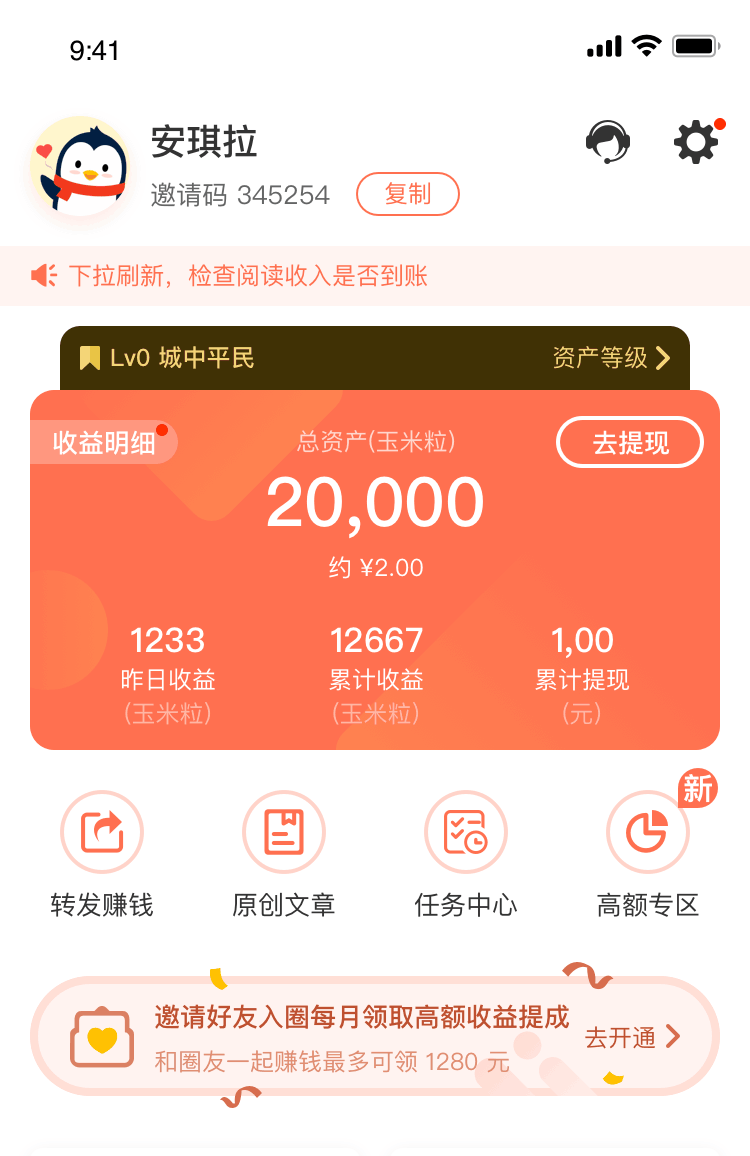 9:41
安琪拉
邀请码 345254 复制
下拉刷新，检查阅读收入是否到账
Lv0 城中平民 资产等级
收益明细 总资产(玉米粒) 去提现
20,000
约 ¥2.00
1233 12667 1,00
昨日收益 累计收益 累计提现
(玉米粒) (玉米粒) (元)
新
转发赚钱 原创文章 任务中心 高额专区
邀请好友入圈每月领取高额收益提成
去开通
和圈友一起赚钱最多可领 1280 元